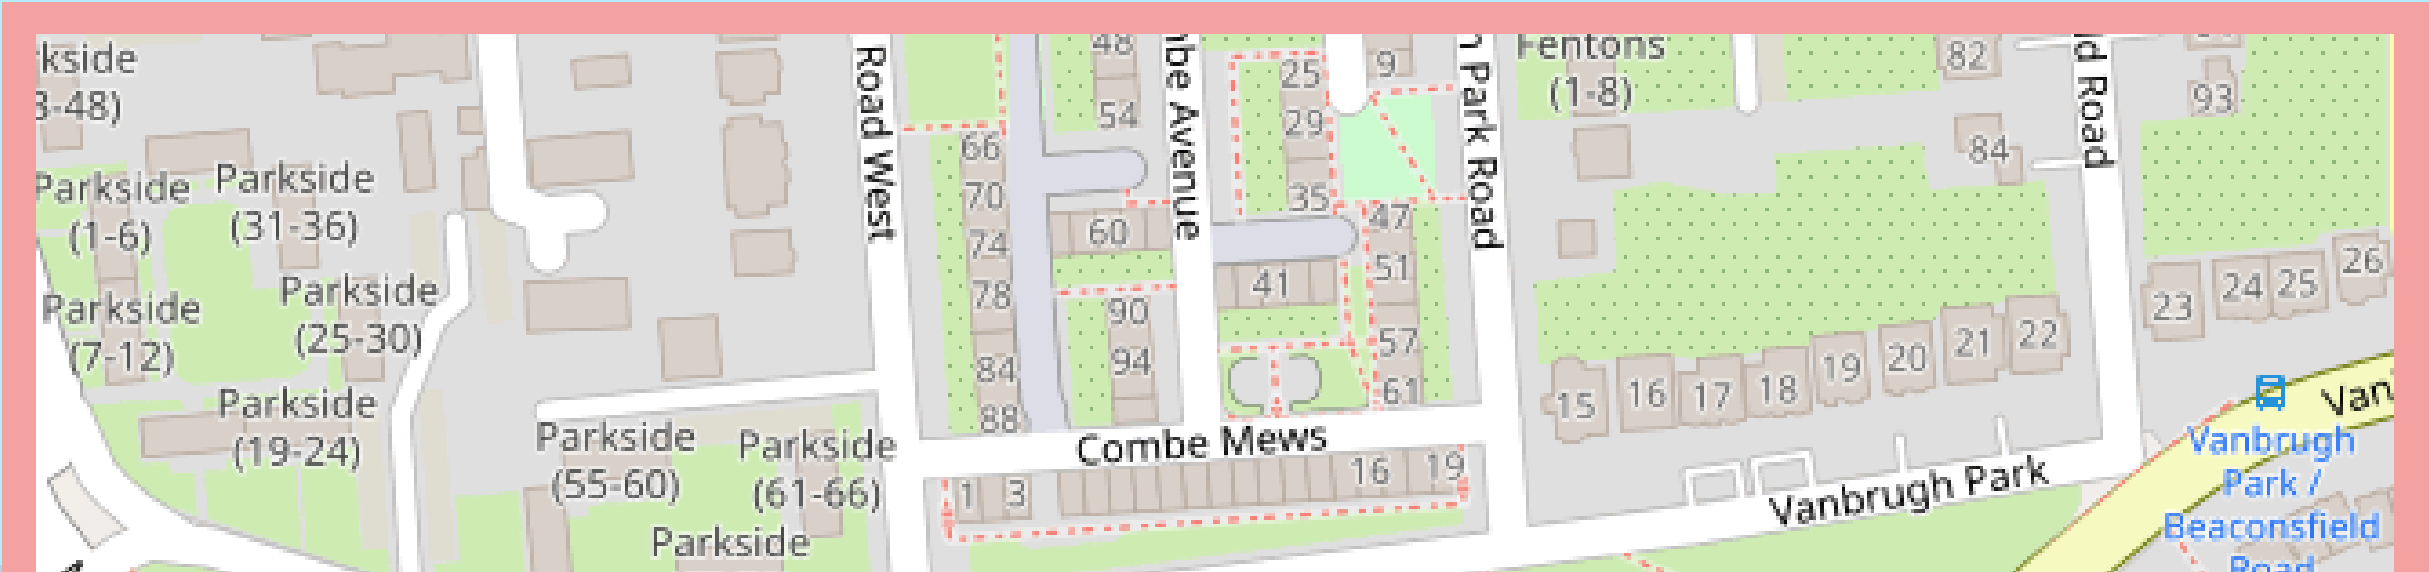 kside
3-48)
Parkside
(1-6)
Parkside
(31-36)
Parkside
(7-12)
Parkside
(25-30)
Parkside
(19-24)
Parkside
(55-60)
Parkside
(61-66)
Parkside
Road West
66
70
74
78
84
88
48
54
60
90
94
be Avenue
25
29
35
41
9
47
51
57
61
Park Road
Combe Mews
1
3
16
19
Fentons
(1-8)
82
84
93
15
16
17
18
19
20
21
22
23
24
25
26
d Road
Vanbrugh Park
Van
Vanbrugh
Park /
Beaconsfield
Road